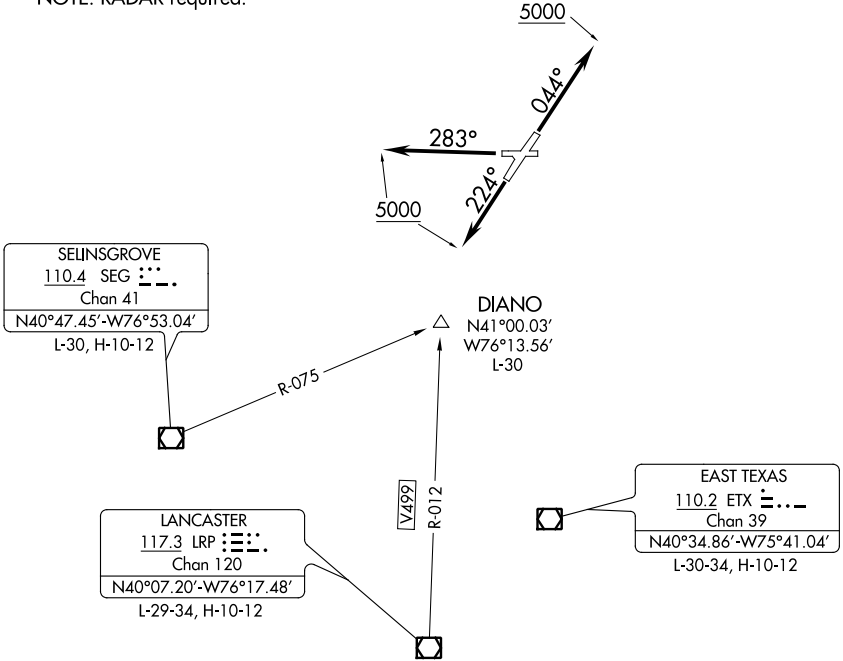 NOTE: RADAR required.
5000
044°
283°
224°
5000
SELINSGROVE
110.4 SEG
Chan 41
N40°47.45'-W76°53.04'
L-30, H-10-12
DIANO
N41°00.03'
W76°13.56'
L-30
R-075
EAST TEXAS
110.2 ETX
Chan 39
N40°34.86'-W75°41.04'
L-30-34, H-10-12
V499
R-012
LANCASTER
117.3 LRP
Chan 120
N40°07.20'-W76°17.48'
L-29-34, H-10-12